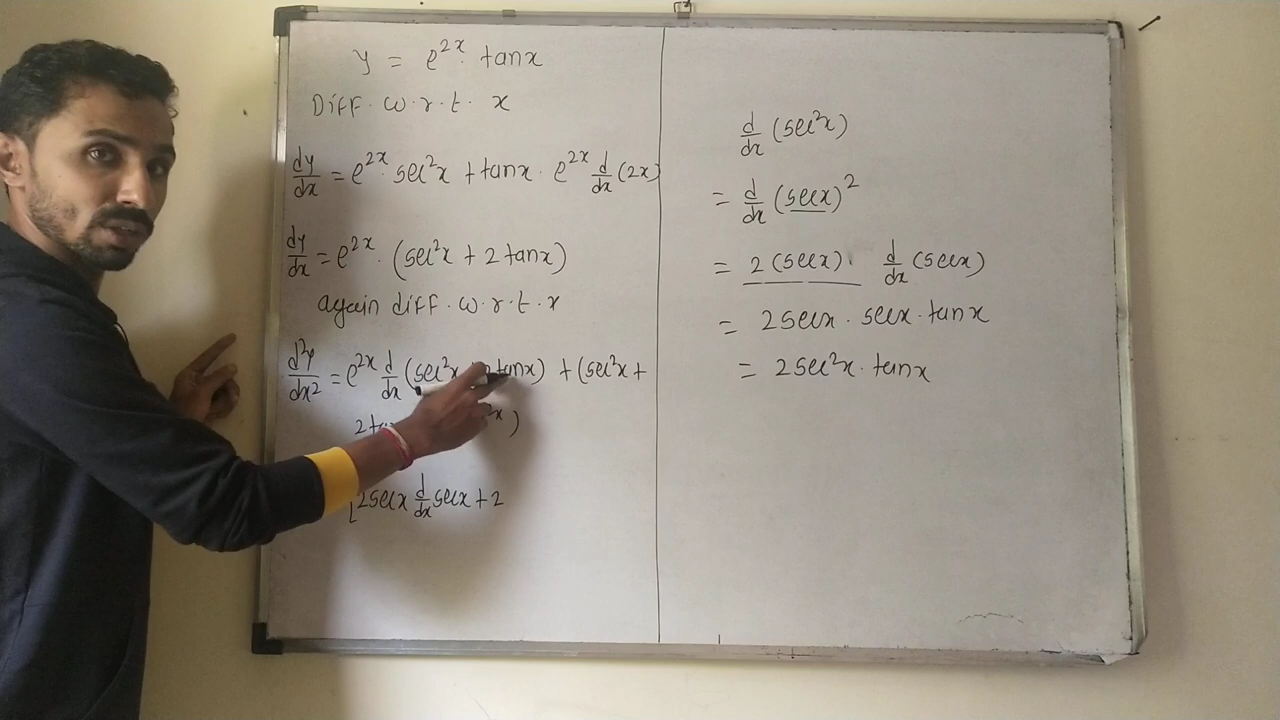 y = e^2x · tanx
Diff · w · r · t · x
dy/dx = e^2x · sec²x + tanx · e^2x d/dx (2x)
dy/dx = e^2x · (sec²x + 2 tanx)
again diff · w · r · t · x
d²y/dx² = e^2x d/dx (sec²x 2tanx) + (sec²x +
[2secx d/dx secx + 2
d/dx (sec²x)
= d/dx (secx)²
= 2 (secx) · d/dx (secx)
= 2secx · secx · tanx
= 2sec²x · tanx